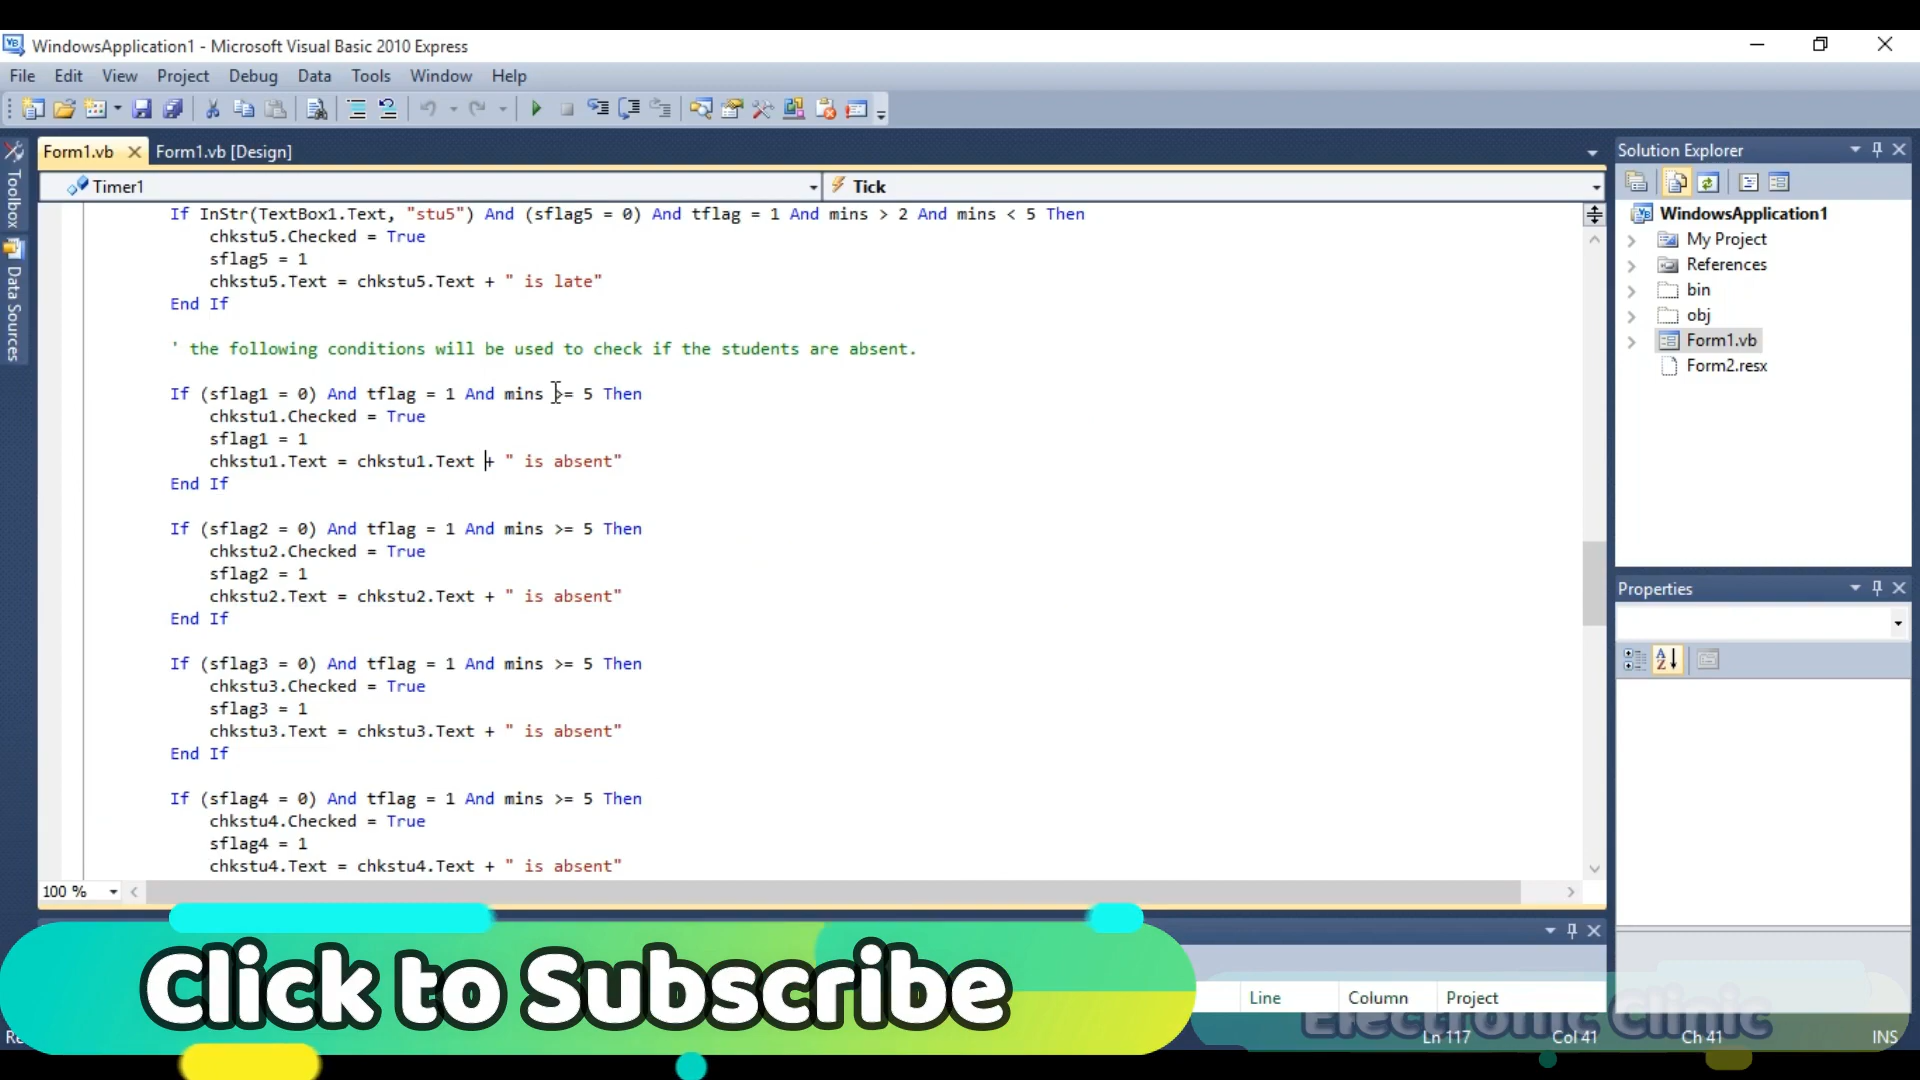 WindowsApplication1 - Microsoft Visual Basic 2010 Express
File Edit View Project Debug Data Tools Window Help
Form1.vb Form1.vb [Design]
Timer1 Tick
Toolbox
Data Sources
If InStr(TextBox1.Text, "stu5") And (sflag5 = 0) And tflag = 1 And mins > 2 And mins < 5 Then
chkstu5.Checked = True
sflag5 = 1
chkstu5.Text = chkstu5.Text + " is late"
End If
' the following conditions will be used to check if the students are absent.
If (sflag1 = 0) And tflag = 1 And mins >= 5 Then
chkstu1.Checked = True
sflag1 = 1
chkstu1.Text = chkstu1.Text + " is absent"
End If
If (sflag2 = 0) And tflag = 1 And mins >= 5 Then
chkstu2.Checked = True
sflag2 = 1
chkstu2.Text = chkstu2.Text + " is absent"
End If
If (sflag3 = 0) And tflag = 1 And mins >= 5 Then
chkstu3.Checked = True
sflag3 = 1
chkstu3.Text = chkstu3.Text + " is absent"
End If
If (sflag4 = 0) And tflag = 1 And mins >= 5 Then
chkstu4.Checked = True
sflag4 = 1
chkstu4.Text = chkstu4.Text + " is absent"
100 %
Solution Explorer
WindowsApplication1
My Project
References
bin
obj
Form1.vb
Form2.resx
Properties
Click to Subscribe
Line Column Project
Electronic Clinic
Ln 117 Col 41 Ch 41 INS